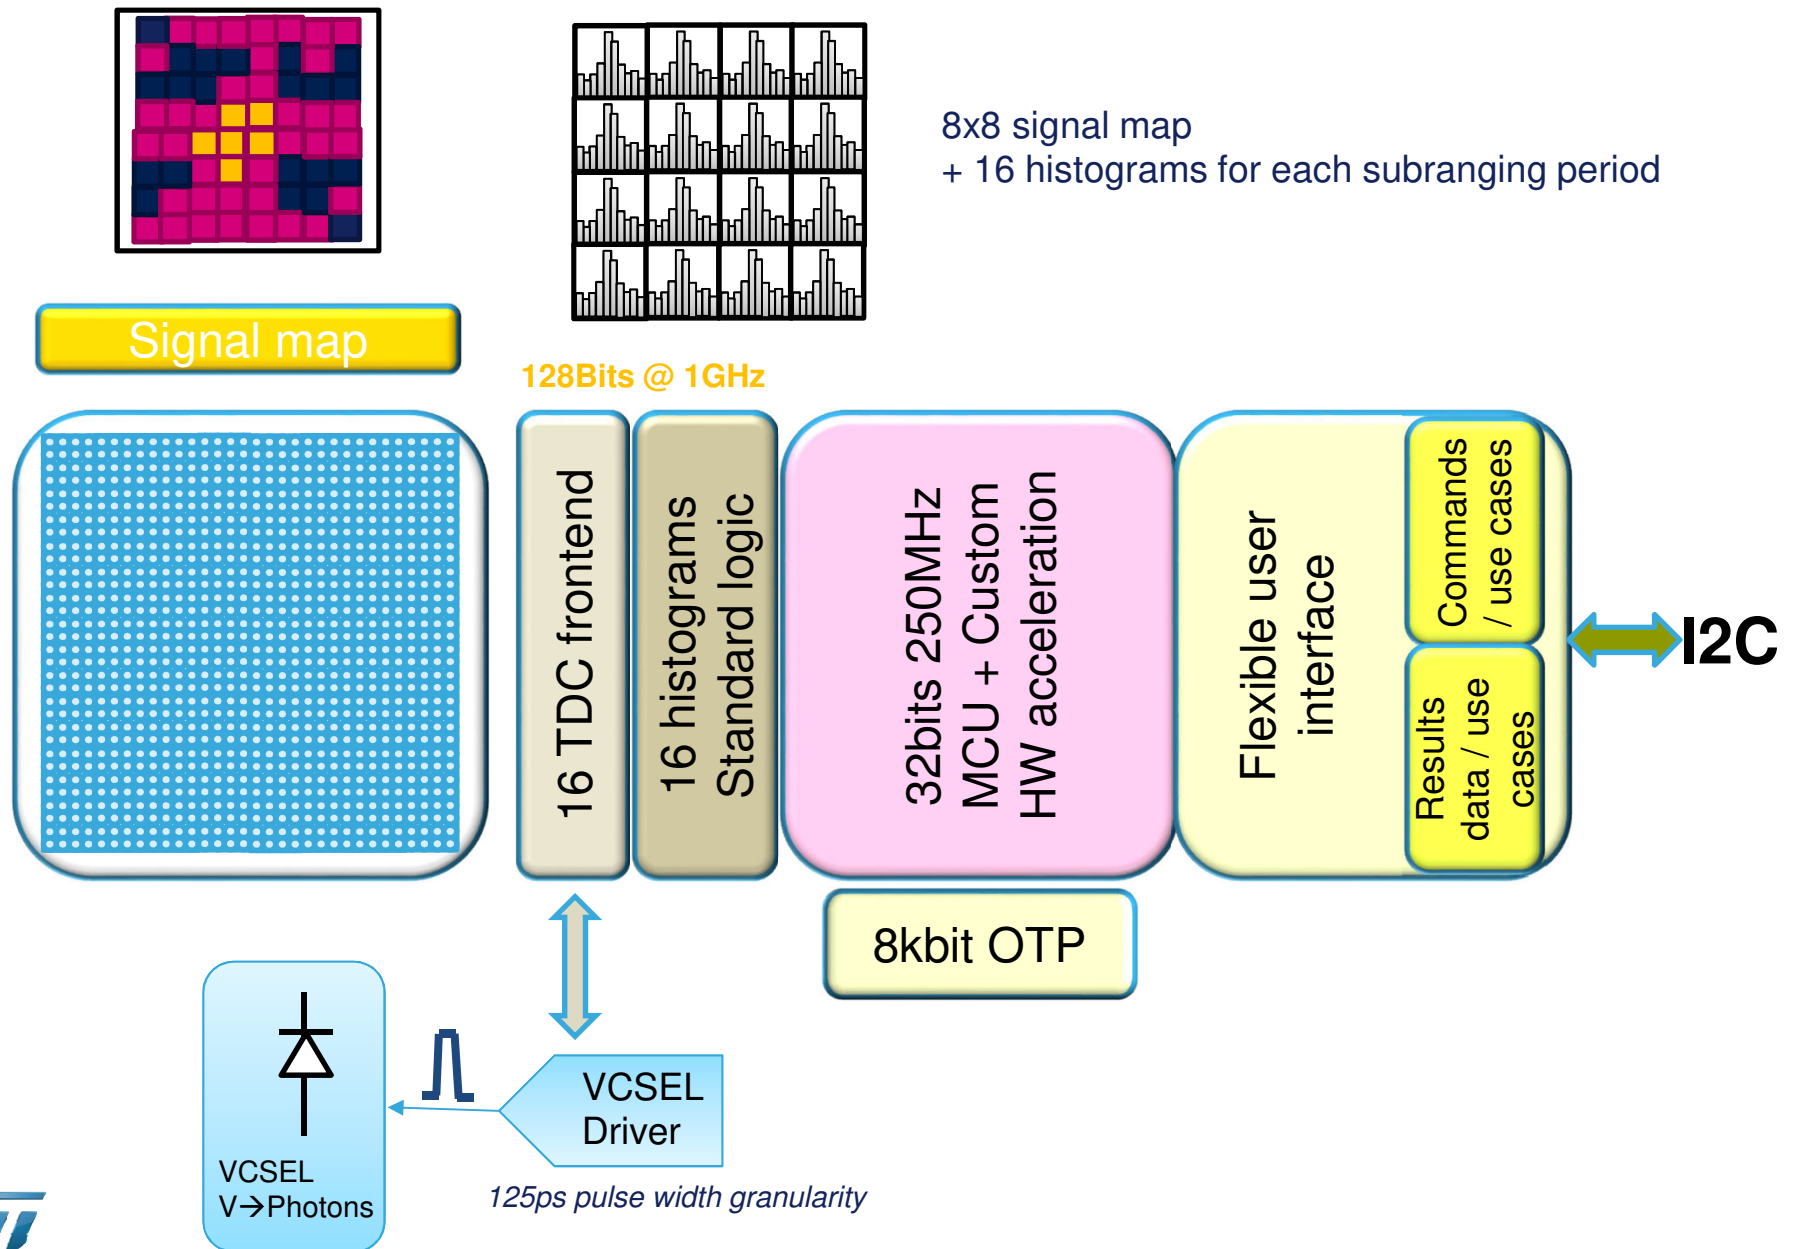 8x8 signal map
+ 16 histograms for each subranging period
Signal map
128Bits @ 1GHz
16 TDC frontend
16 histograms
Standard logic
32bits 250MHz
MCU + Custom
HW acceleration
Flexible user
interface
Commands
/ use cases
Results
data / use
cases
I2C
8kbit OTP
VCSEL
Driver
VCSEL
V→Photons
125ps pulse width granularity